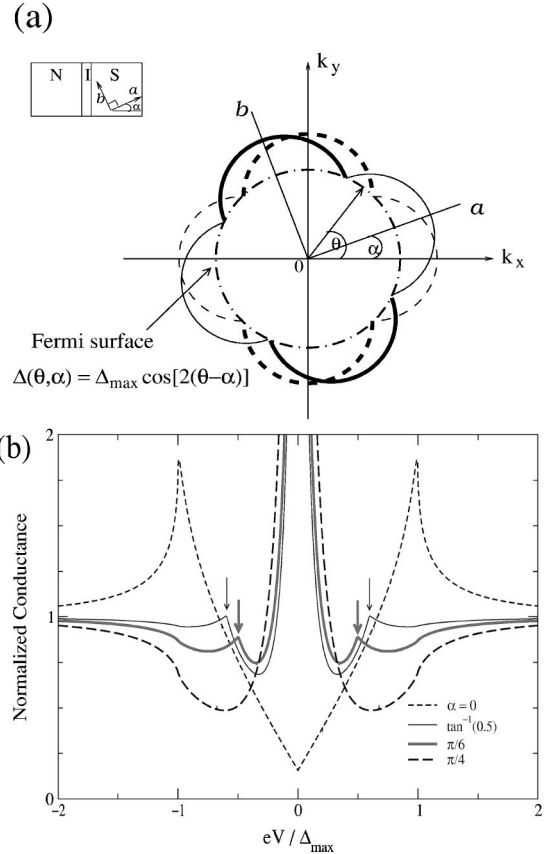 (a)
N I S
b a α
k_y
b
a
θ
α
0
k_x
Fermi surface
Δ(θ,α) = Δ_max cos[2(θ−α)]
(b)
2
1
0
Normalized Conductance
α = 0
tan⁻¹(0.5)
π/6
π/4
-2 -1 0 1 2
eV / Δ_max